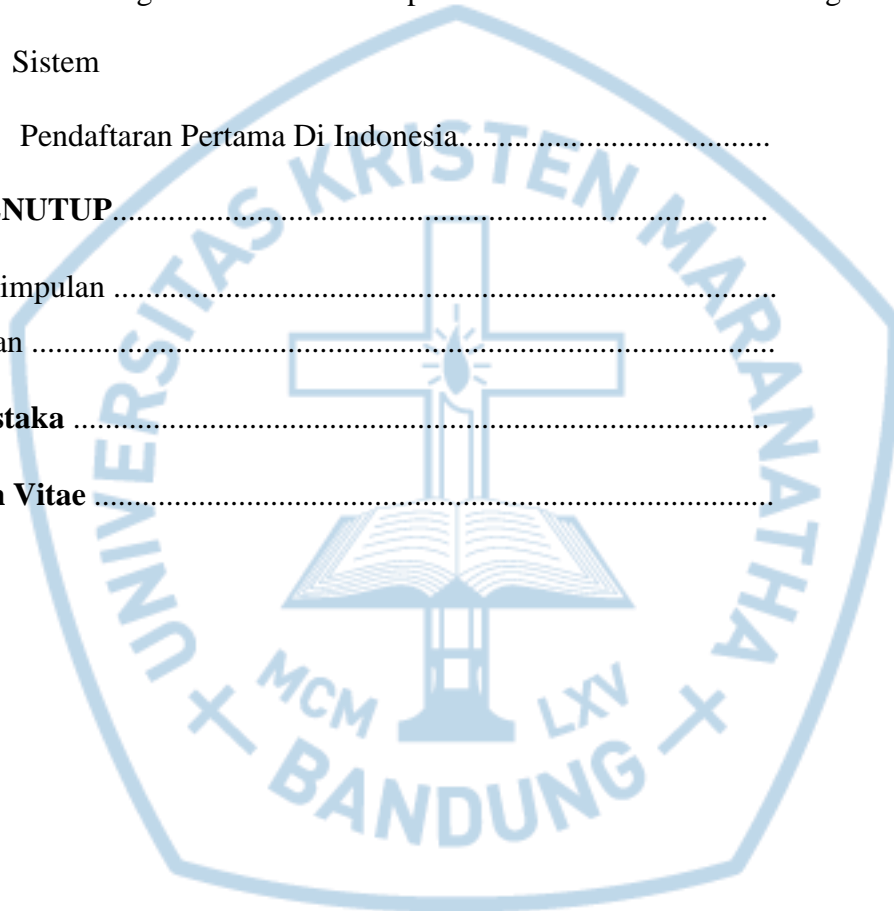 Sistem
Pendaftaran Pertama Di Indonesia.......................................
NUTUP..................................................................................
impulan ...................................................................................
an .............................................................................................
staka .......................................................................................
Vitae .....................................................................................
UNIVERSITAS KRISTEN MARANATHA
MCM LXV
BANDUNG